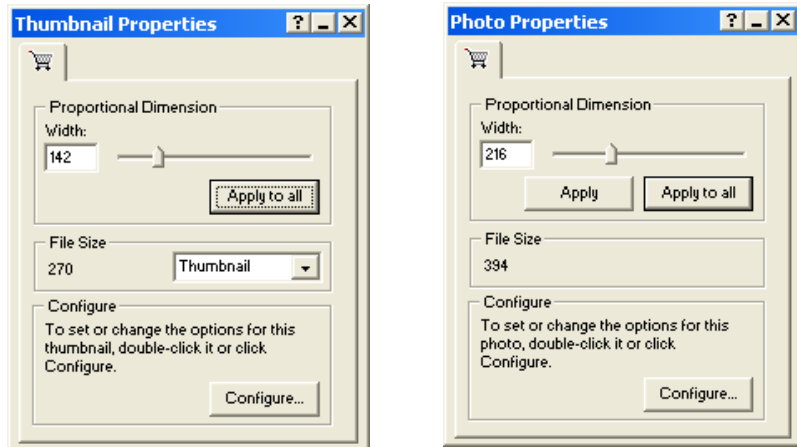 Thumbnail Properties
Proportional Dimension
Width:
142
Apply to all
File Size
270 Thumbnail
Configure
To set or change the options for this
thumbnail, double-click it or click
Configure.
Configure...
Photo Properties
Proportional Dimension
Width:
216
Apply Apply to all
File Size
394
Configure
To set or change the options for this
photo, double-click it or click
Configure.
Configure...